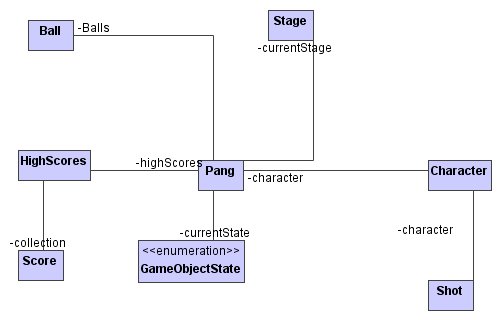 Stage
Ball
-Balls
-currentStage
HighScores
-highScores
Pang
-character
Character
-currentState
-character
-collection
Score
<<enumeration>>
GameObjectState
Shot